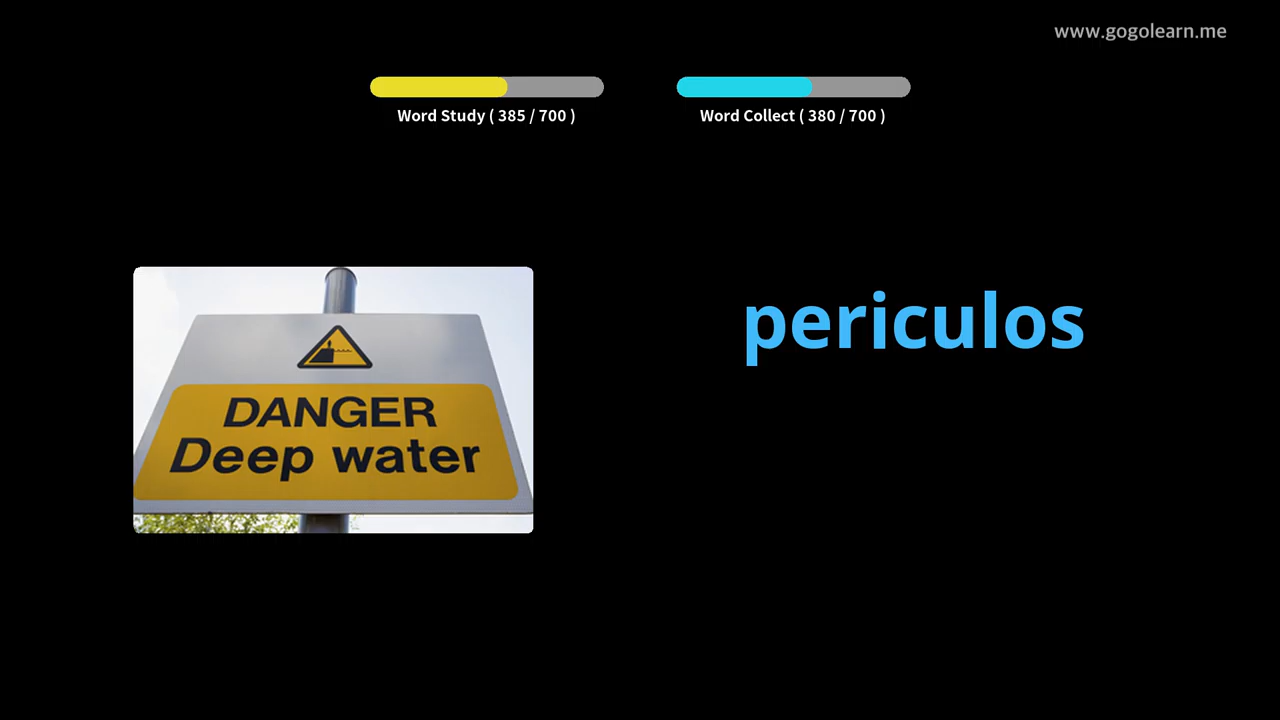 www.gogolearn.me
Word Study ( 385 / 700 )
Word Collect ( 380 / 700 )
DANGER
Deep water
periculos